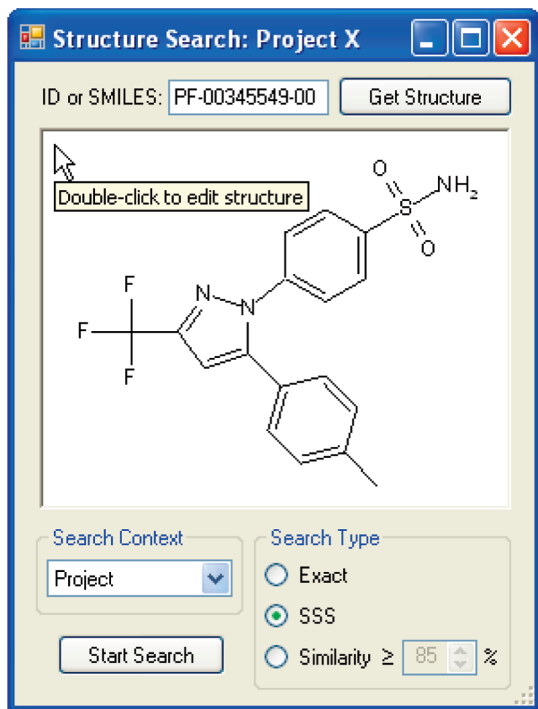 Structure Search: Project X
ID or SMILES: PF-00345549-00 Get Structure
Double-click to edit structure
O
NH₂
S
O
F
N
N
F
F
Search Context
Project
Start Search
Search Type
Exact
SSS
Similarity ≥ 85 %